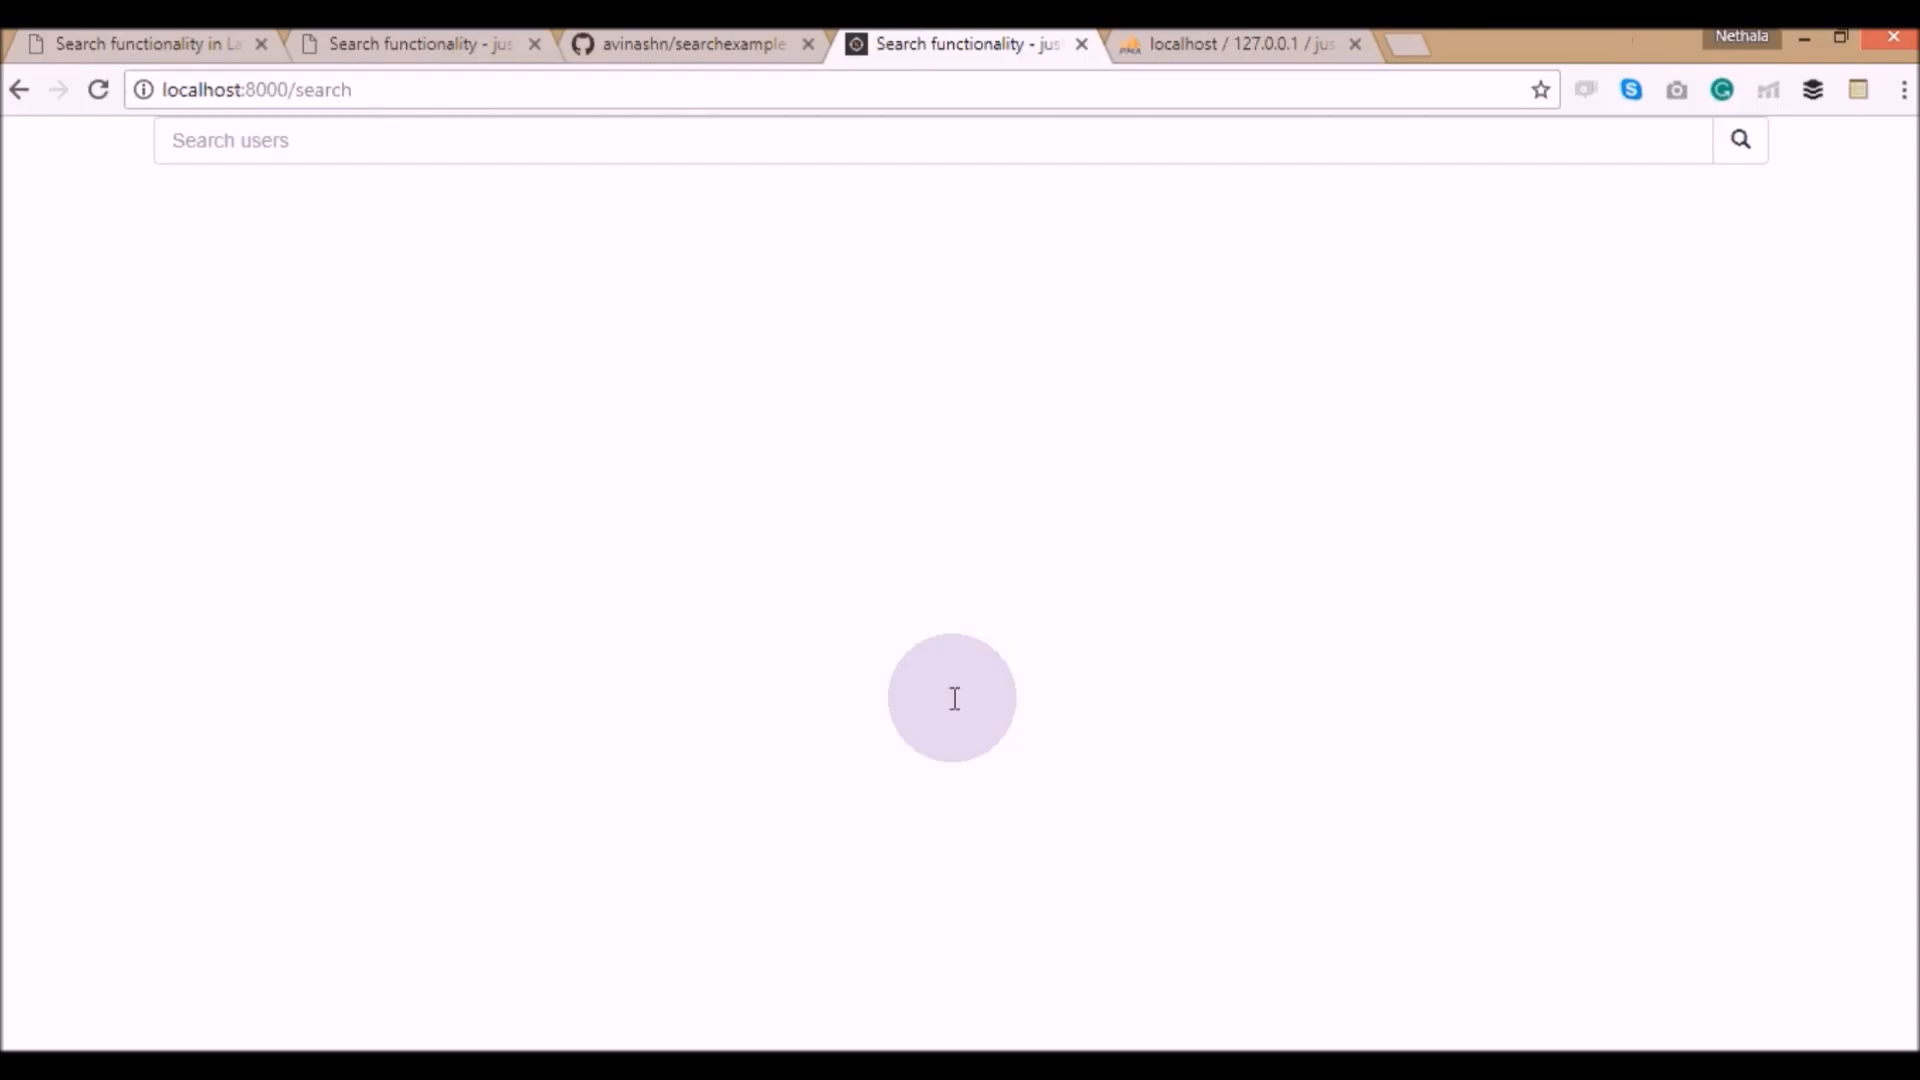 Search functionality in La
Search functionality - jus
avinashn/searchexample
Search functionality - jus
localhost / 127.0.0.1 / jus
Nethala
localhost:8000/search
Search users